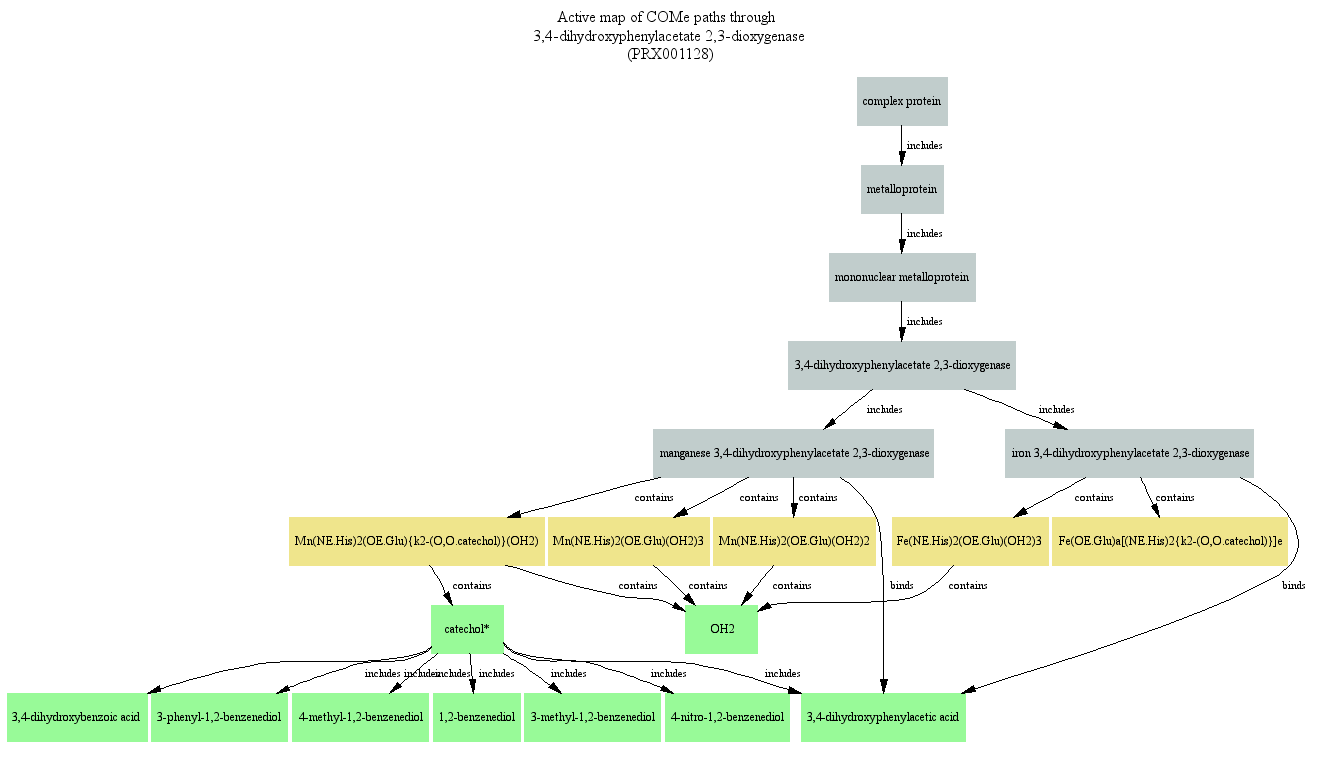 Active map of COMe paths through
3,4-dihydroxyphenylacetate 2,3-dioxygenase
(PRX001128)
complex protein
includes
metalloprotein
includes
mononuclear metalloprotein
includes
3,4-dihydroxyphenylacetate 2,3-dioxygenase
includes
includes
manganese 3,4-dihydroxyphenylacetate 2,3-dioxygenase
iron 3,4-dihydroxyphenylacetate 2,3-dioxygenase
contains
contains
contains
contains
contains
Mn(NE.His)2(OE.Glu){k2-(O,O.catechol)}(OH2)
Mn(NE.His)2(OE.Glu)(OH2)3
Mn(NE.His)2(OE.Glu)(OH2)2
Fe(NE.His)2(OE.Glu)(OH2)3
Fe(OE.Glu)a[(NE.His)2{k2-(O,O.catechol)}]e
contains
contains
contains
contains
binds
contains
binds
catechol*
OH2
includes
includes
includes
includes
includes
includes
includes
3,4-dihydroxybenzoic acid
3-phenyl-1,2-benzenediol
4-methyl-1,2-benzenediol
1,2-benzenediol
3-methyl-1,2-benzenediol
4-nitro-1,2-benzenediol
3,4-dihydroxyphenylacetic acid